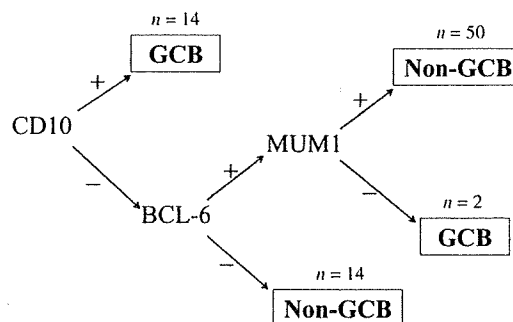 n = 14
GCB
+
CD10
−
BCL-6
+
MUM1
+
n = 50
Non-GCB
−
n = 2
GCB
−
n = 14
Non-GCB